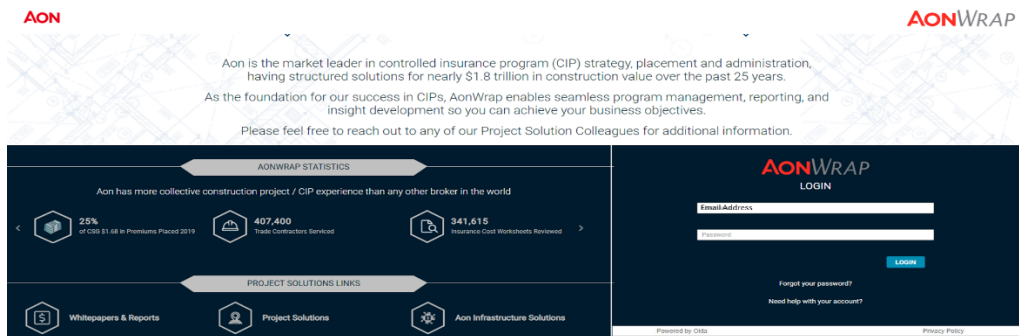 AON
AONWRAP
Aon is the market leader in controlled insurance program (CIP) strategy, placement and administration,
having structured solutions for nearly $1.8 trillion in construction value over the past 25 years.
As the foundation for our success in CIPs, AonWrap enables seamless program management, reporting, and
insight development so you can achieve your business objectives.
Please feel free to reach out to any of our Project Solution Colleagues for additional information.
AONWRAP STATISTICS
Aon has more collective construction project / CIP experience than any other broker in the world
25%
of CSG $1.6B in Premiums Placed 2019
407,400
Trade Contractors Serviced
341,615
Insurance Cost Worksheets Reviewed
PROJECT SOLUTIONS LINKS
Whitepapers & Reports
Project Solutions
Aon Infrastructure Solutions
AONWRAP
LOGIN
Email Address
Password
LOGIN
Forgot your password?
Need help with your account?
Powered by Okta
Privacy Policy